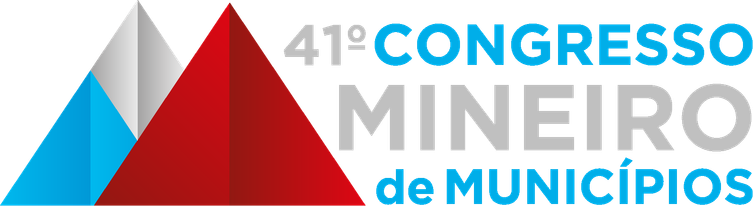 41º CONGRESSO
MINEIRO
de MUNICÍPIOS